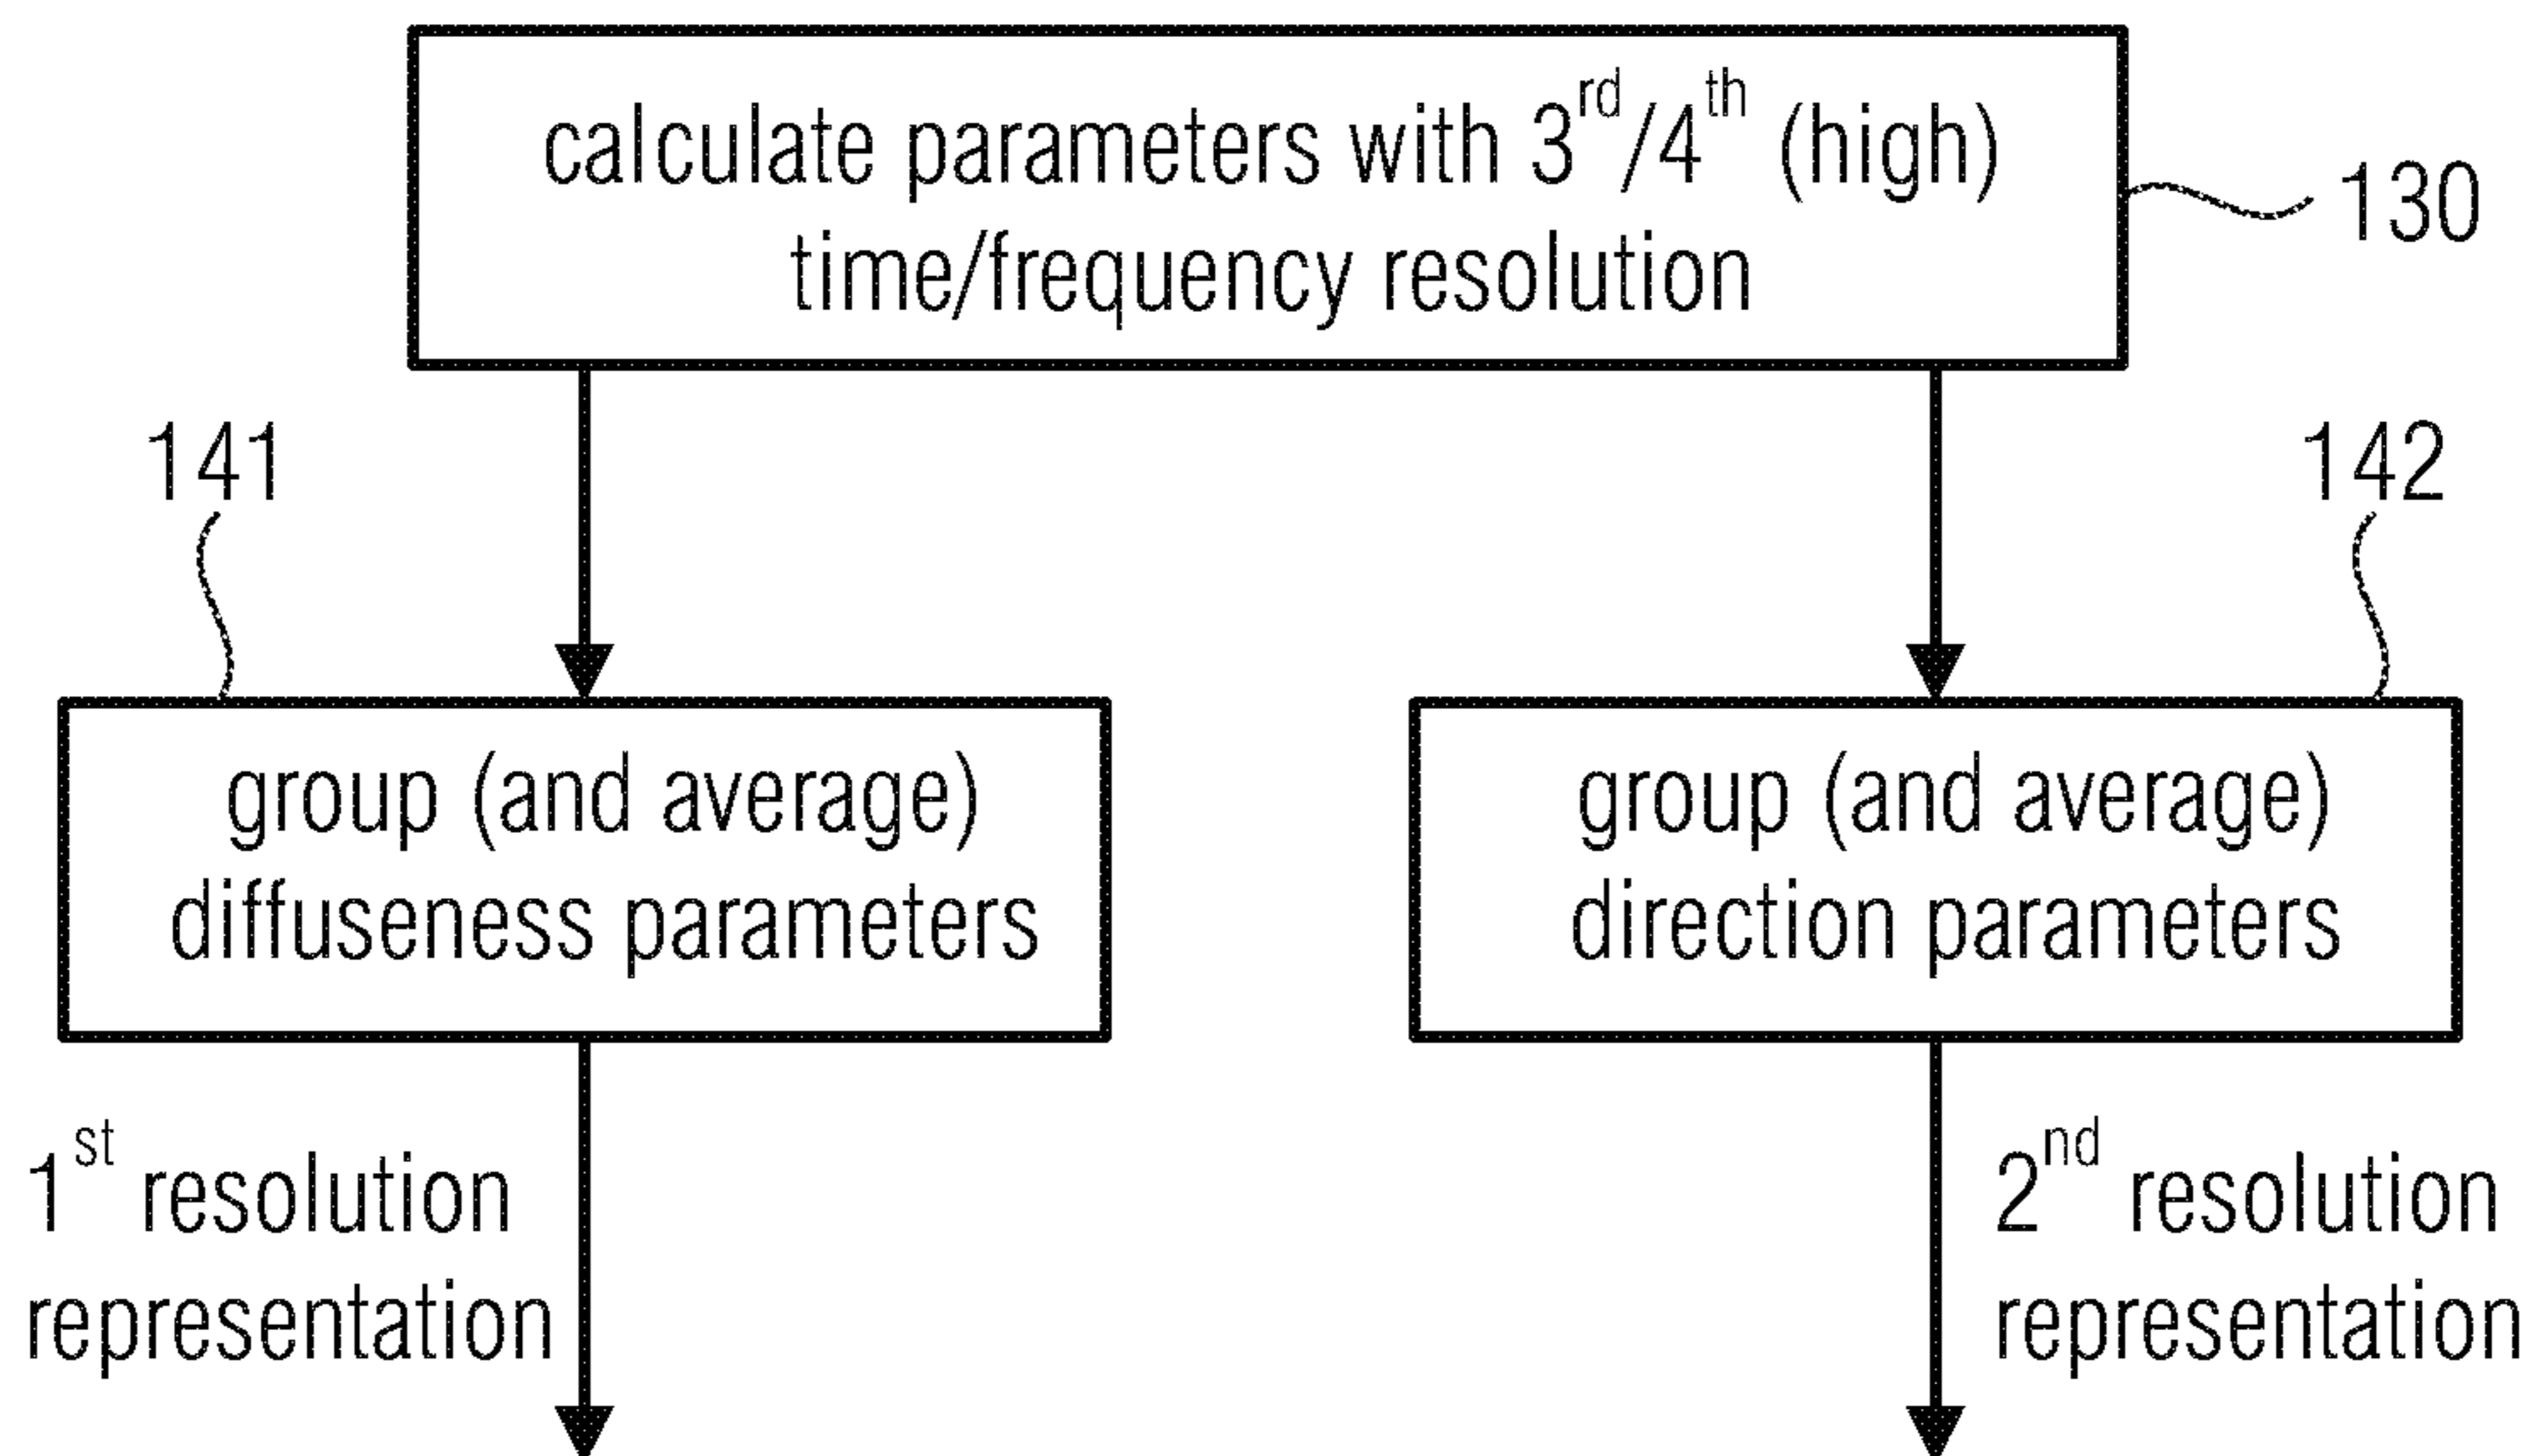 calculate parameters with 3rd/4th (high)
time/frequency resolution
130
141
142
group (and average)
diffuseness parameters
group (and average)
direction parameters
1st resolution
representation
2nd resolution
representation